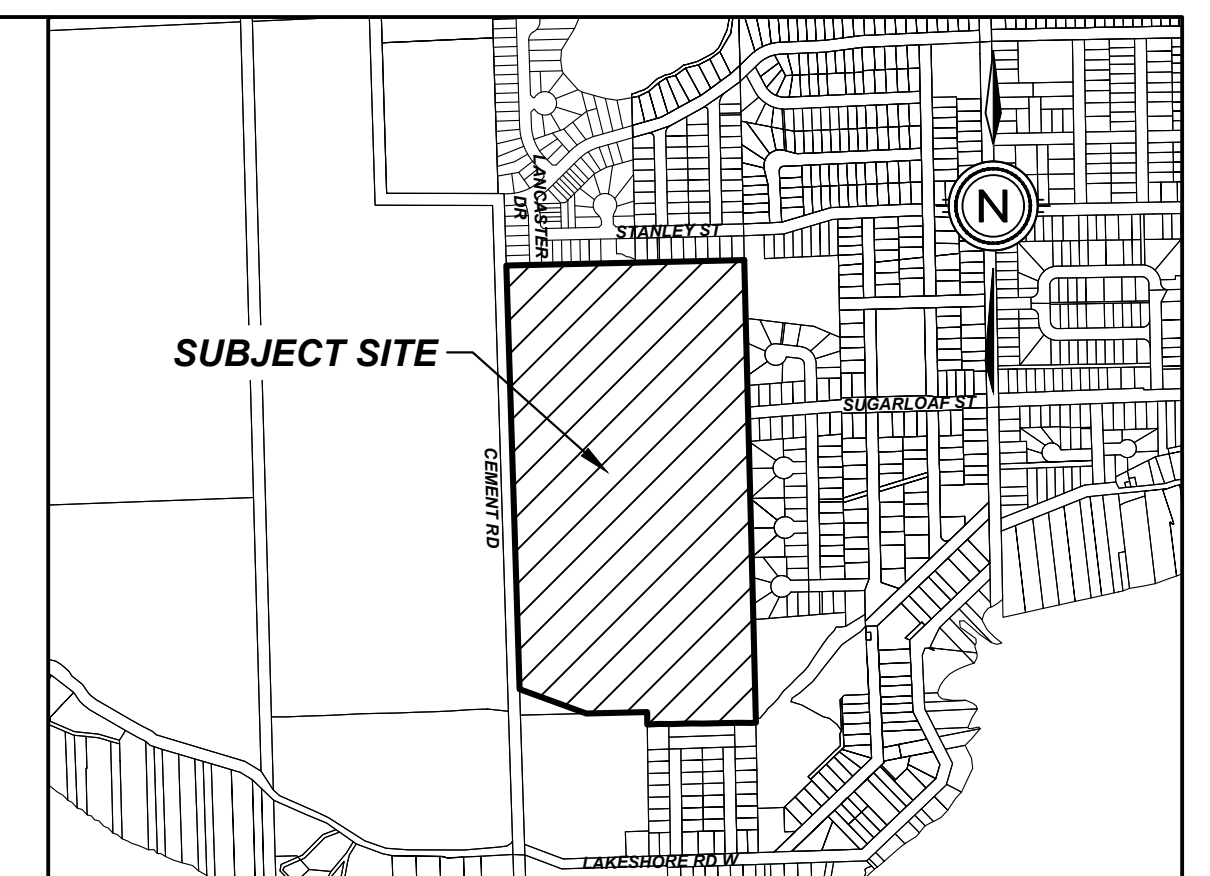 LANCASTER
DR
STANLEY ST
N
SUBJECT SITE
SUGARLOAF ST
CEMENT RD
LAKESHORE RD W